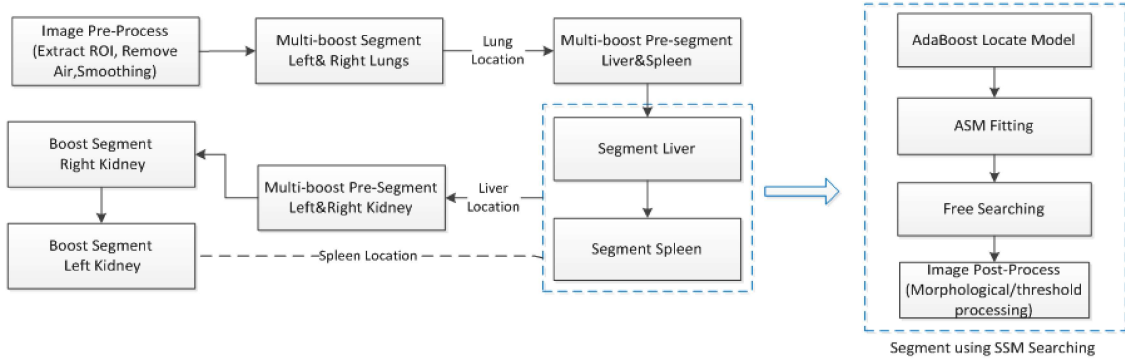 Image Pre-Process
(Extract ROI, Remove
Air,Smoothing)
Multi-boost Segment
Left& Right Lungs
Lung
Location
Multi-boost Pre-segment
Liver&Spleen
Segment Liver
Segment Spleen
Liver
Location
Multi-boost Pre-Segment
Left&Right Kidney
Boost Segment
Right Kidney
Boost Segment
Left Kidney
Spleen Location
AdaBoost Locate Model
ASM Fitting
Free Searching
Image Post-Process
(Morphological/threshold
processing)
Segment using SSM Searching